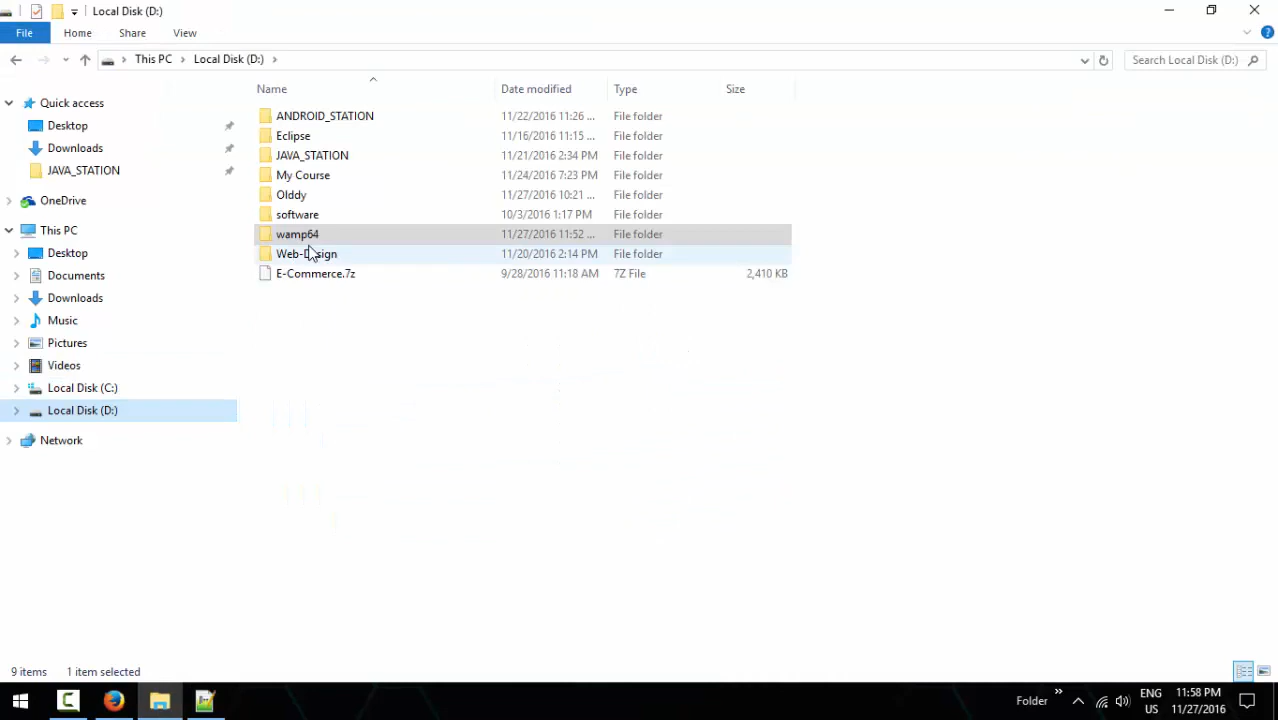 Local Disk (D:)
File Home Share View
This PC Local Disk (D:) Search Local Disk (D:)
Name Date modified Type Size
Quick access
Desktop
Downloads
JAVA_STATION
OneDrive
This PC
Desktop
Documents
Downloads
Music
Pictures
Videos
Local Disk (C:)
Local Disk (D:)
Network
ANDROID_STATION 11/22/2016 11:26 ... File folder
Eclipse 11/16/2016 11:15 ... File folder
JAVA_STATION 11/21/2016 2:34 PM File folder
My Course 11/24/2016 7:23 PM File folder
Olddy 11/27/2016 10:21 ... File folder
software 10/3/2016 1:17 PM File folder
wamp64 11/27/2016 11:52 ... File folder
Web-Design 11/20/2016 2:14 PM File folder
E-Commerce.7z 9/28/2016 11:18 AM 7Z File 2,410 KB
9 items 1 item selected
Folder
ENG
US
11:58 PM
11/27/2016